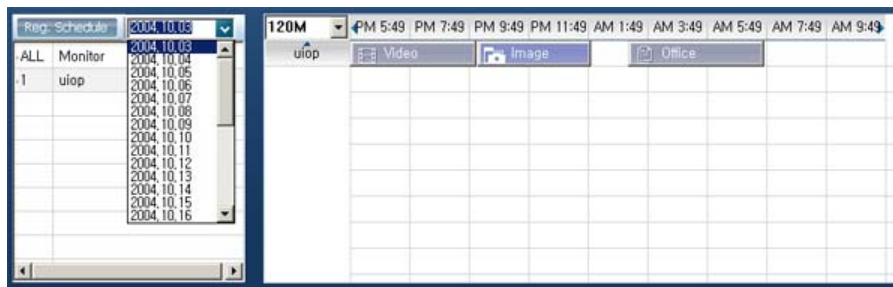 Reg. Schedule 2004,10,03
ALL Monitor
1 uiop
2004,10,03
2004,10,04
2004,10,05
2004,10,06
2004,10,07
2004,10,08
2004,10,09
2004,10,10
2004,10,11
2004,10,12
2004,10,13
2004,10,14
2004,10,15
2004,10,16
120M PM 5:49 PM 7:49 PM 9:49 PM 11:49 AM 1:49 AM 3:49 AM 5:49 AM 7:49 AM 9:49
uiop Video Image Office